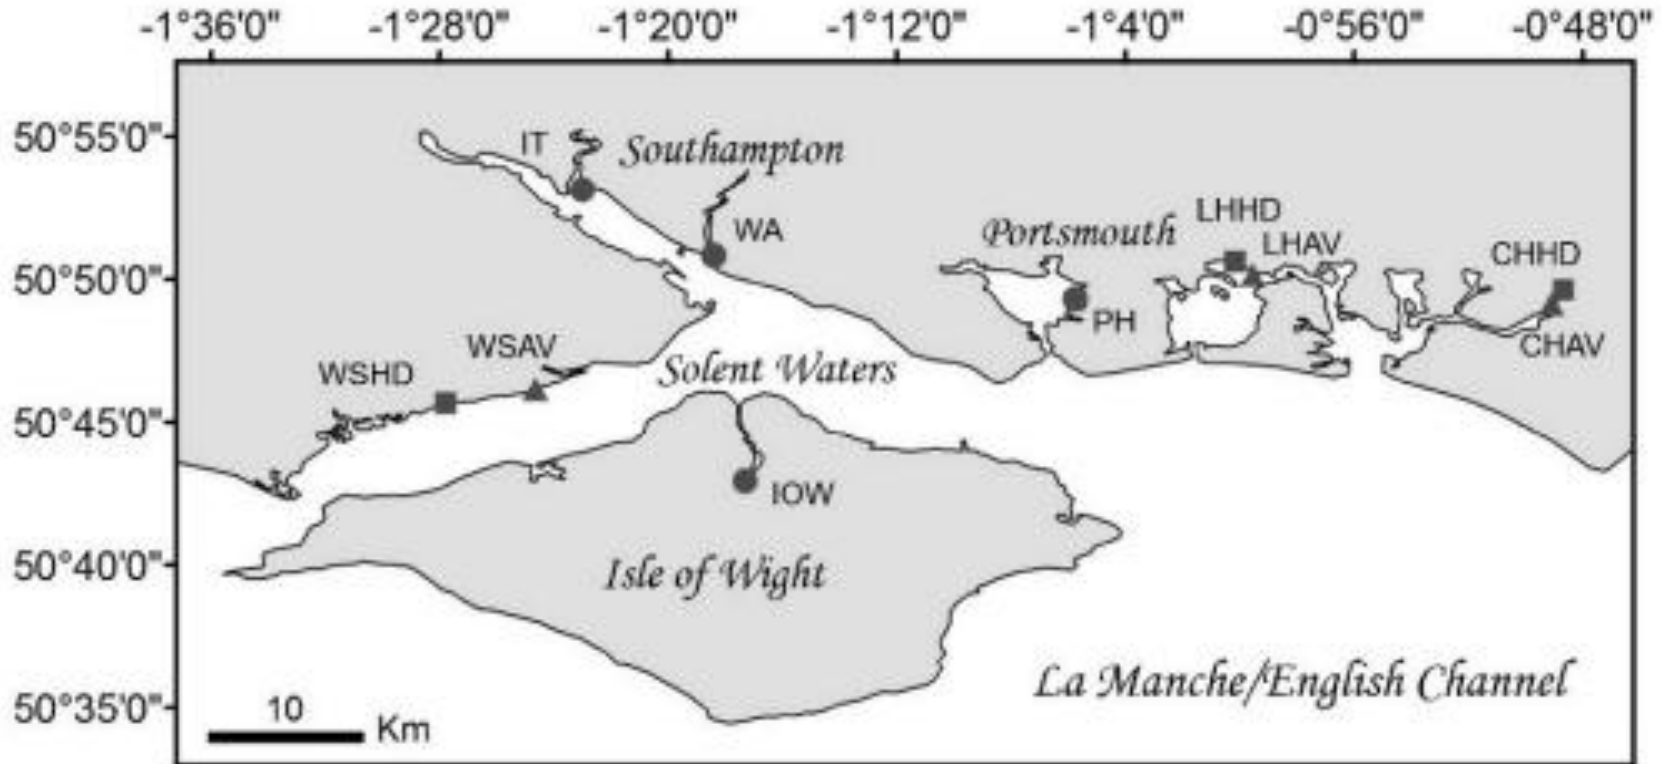 -1°36'0" -1°28'0" -1°20'0" -1°12'0" -1°4'0" -0°56'0" -0°48'0"
50°55'0"
IT
Southampton
WA
LHHD
Portsmouth
LHAV
CHHD
50°50'0"
PH
CHAV
WSAV
WSHD
Solent Waters
50°45'0"
IOW
50°40'0"
Isle of Wight
La Manche/English Channel
50°35'0"
10
Km